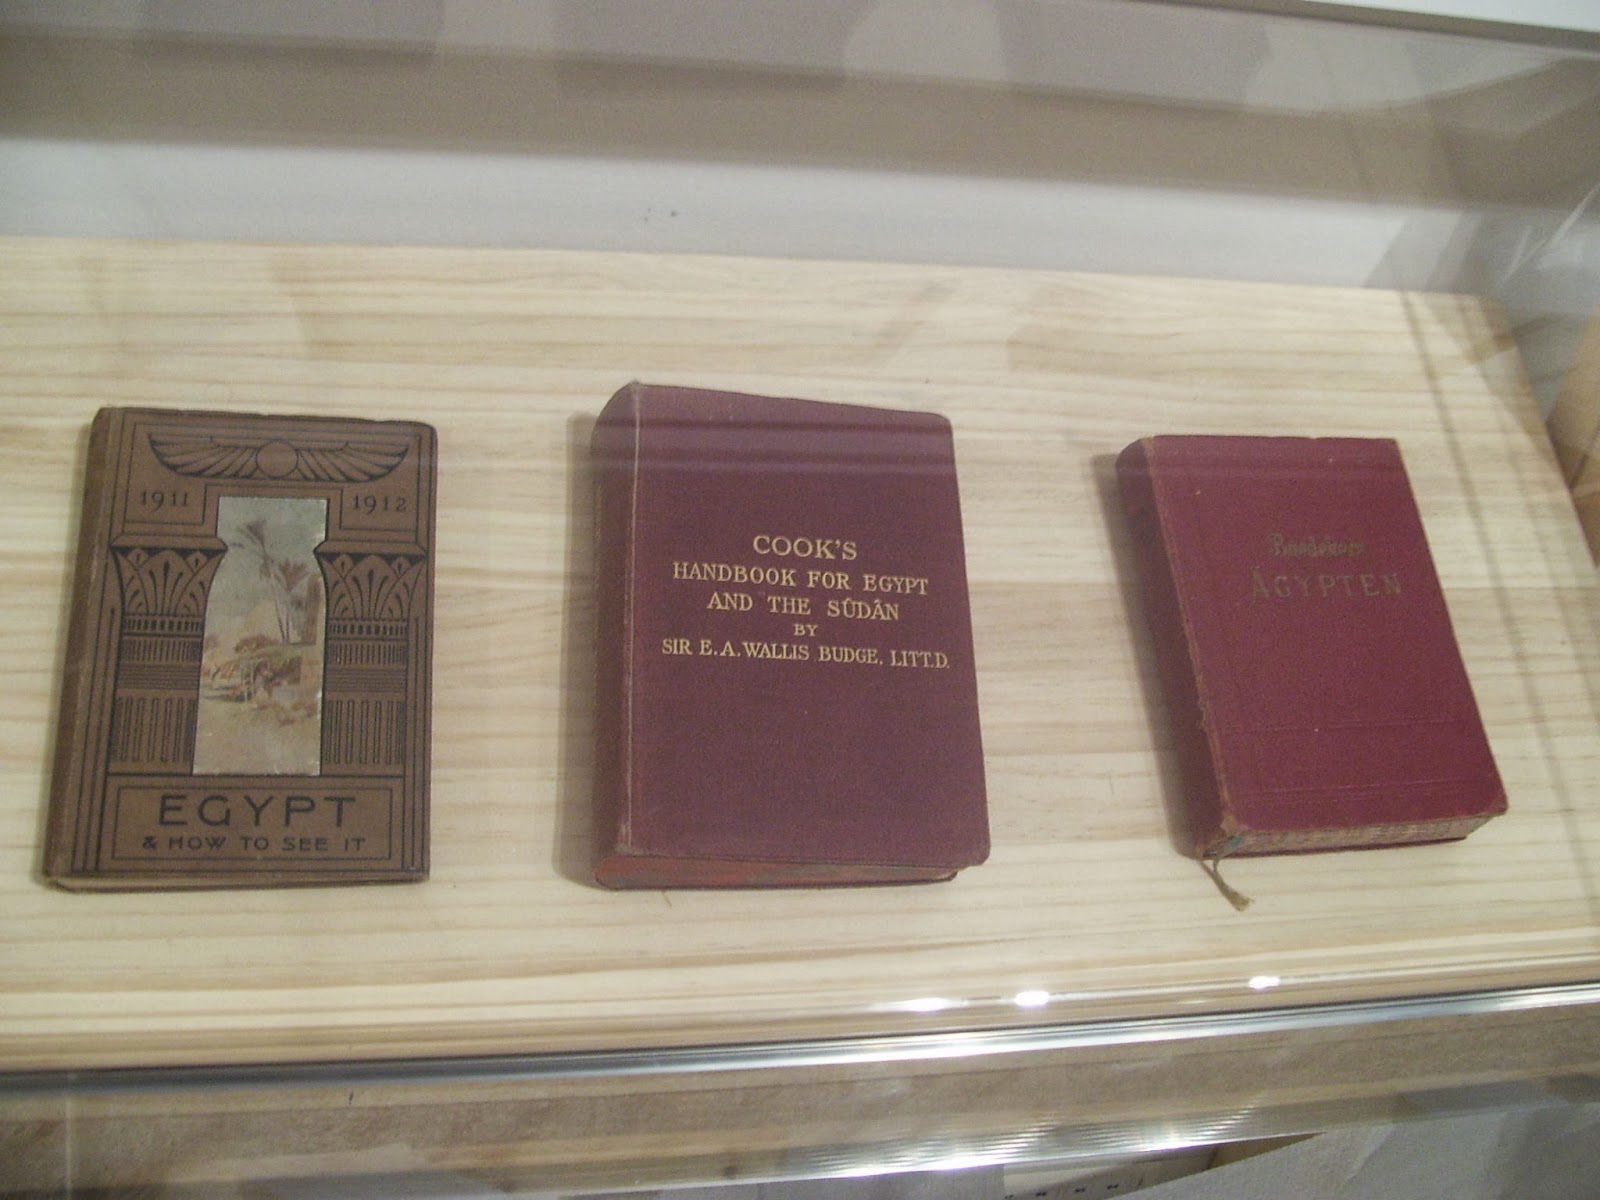 1911 1912
EGYPT
& HOW TO SEE IT
COOK'S
HANDBOOK FOR EGYPT
AND THE SÛDÂN
BY
SIR E. A. WALLIS BUDGE, LITT.D.
Baedekers
ÄGYPTEN